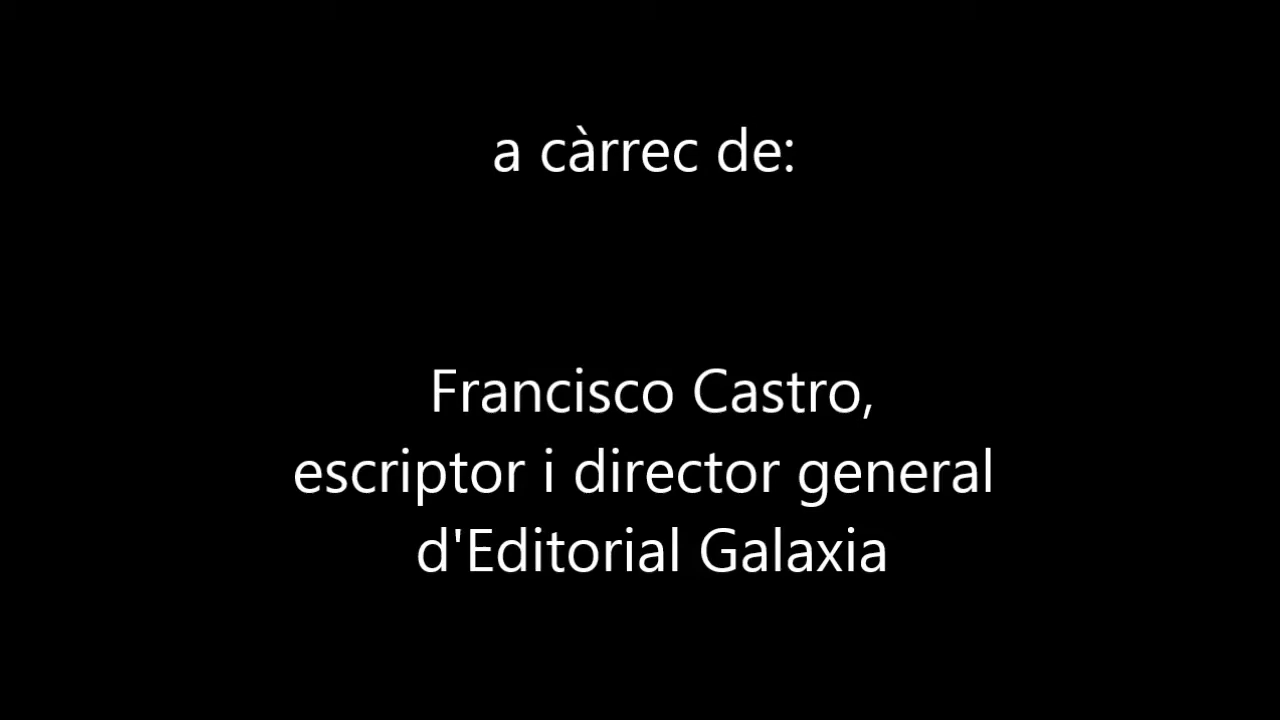 a càrrec de:
Francisco Castro,
escriptor i director general
d'Editorial Galaxia